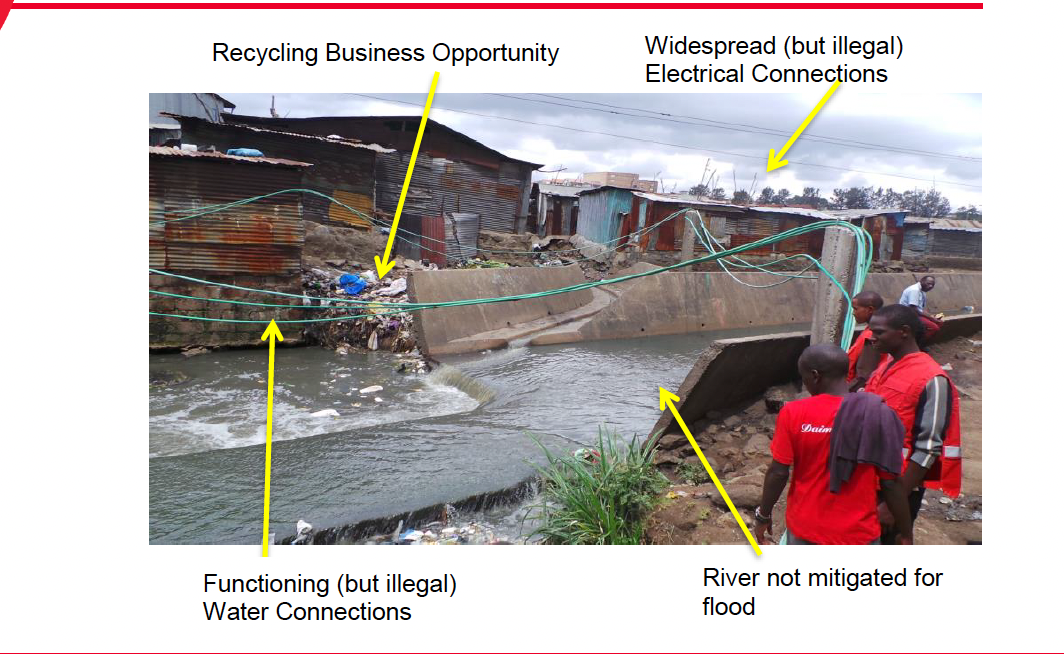 Recycling Business Opportunity
Widespread (but illegal)
Electrical Connections
Daim
Functioning (but illegal)
Water Connections
River not mitigated for
flood